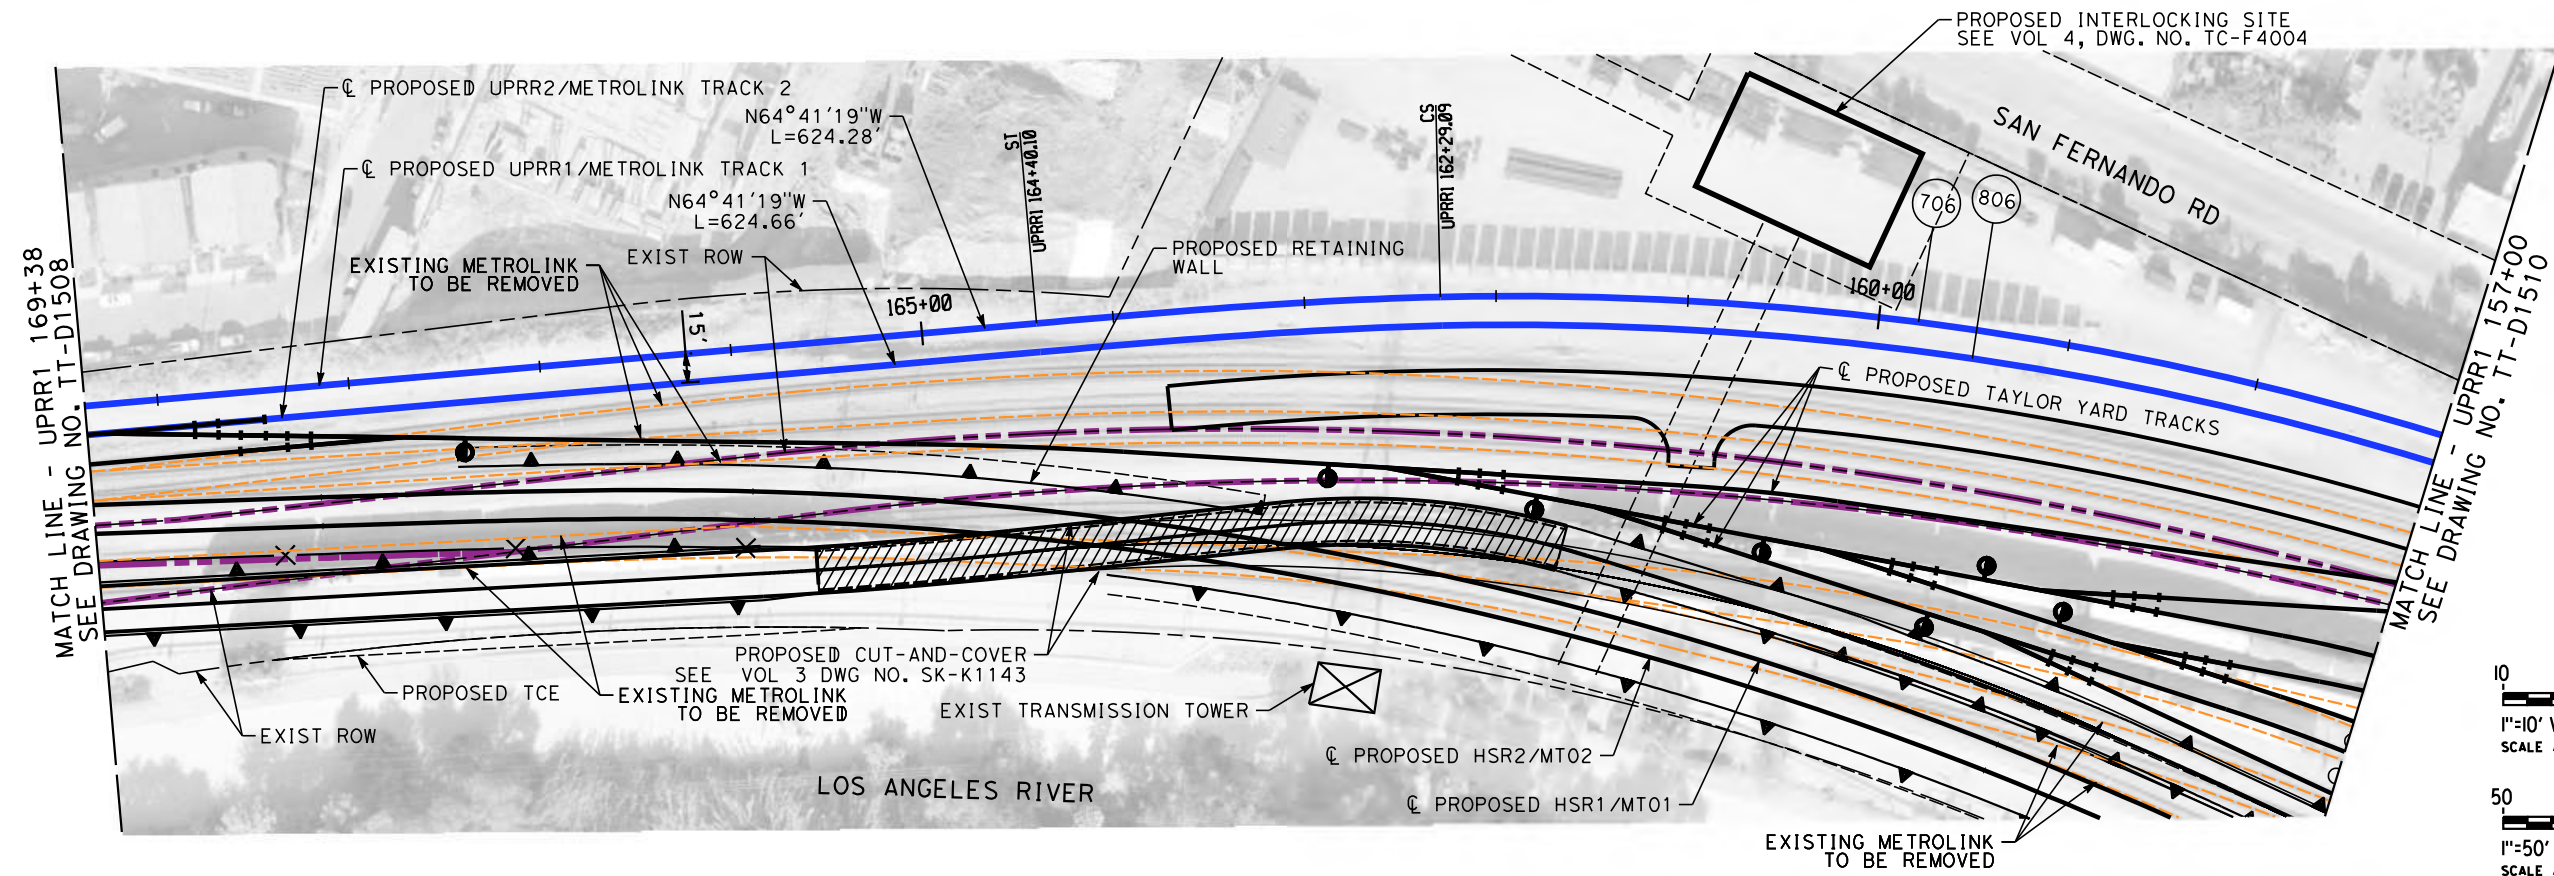 PROPOSED INTERLOCKING SITE
SEE VOL 4, DWG. NO. TC-F4004
℄ PROPOSED UPRR2/METROLINK TRACK 2
N64°41'19"W
L=624.28'
℄ PROPOSED UPRR1/METROLINK TRACK 1
N64°41'19"W
L=624.66'
EXISTING METROLINK
TO BE REMOVED
EXIST ROW
ST
UPRR1 164+40.10
CS
UPRR1 162+29.09
PROPOSED RETAINING
WALL
SAN FERNANDO RD
706
806
165+00
160+00
15'
℄ PROPOSED TAYLOR YARD TRACKS
MATCH LINE - UPRR1 169+38
SEE DRAWING NO. TT-D1508
MATCH LINE - UPRR1 157+00
SEE DRAWING NO. TT-D1510
PROPOSED CUT-AND-COVER
SEE VOL 3 DWG NO. SK-K1143
PROPOSED TCE
EXISTING METROLINK
TO BE REMOVED
EXIST ROW
EXIST TRANSMISSION TOWER
℄ PROPOSED HSR2/MT02
℄ PROPOSED HSR1/MT01
LOS ANGELES RIVER
EXISTING METROLINK
TO BE REMOVED
10
1"=10'
SCALE
50
1"=50'
SCALE